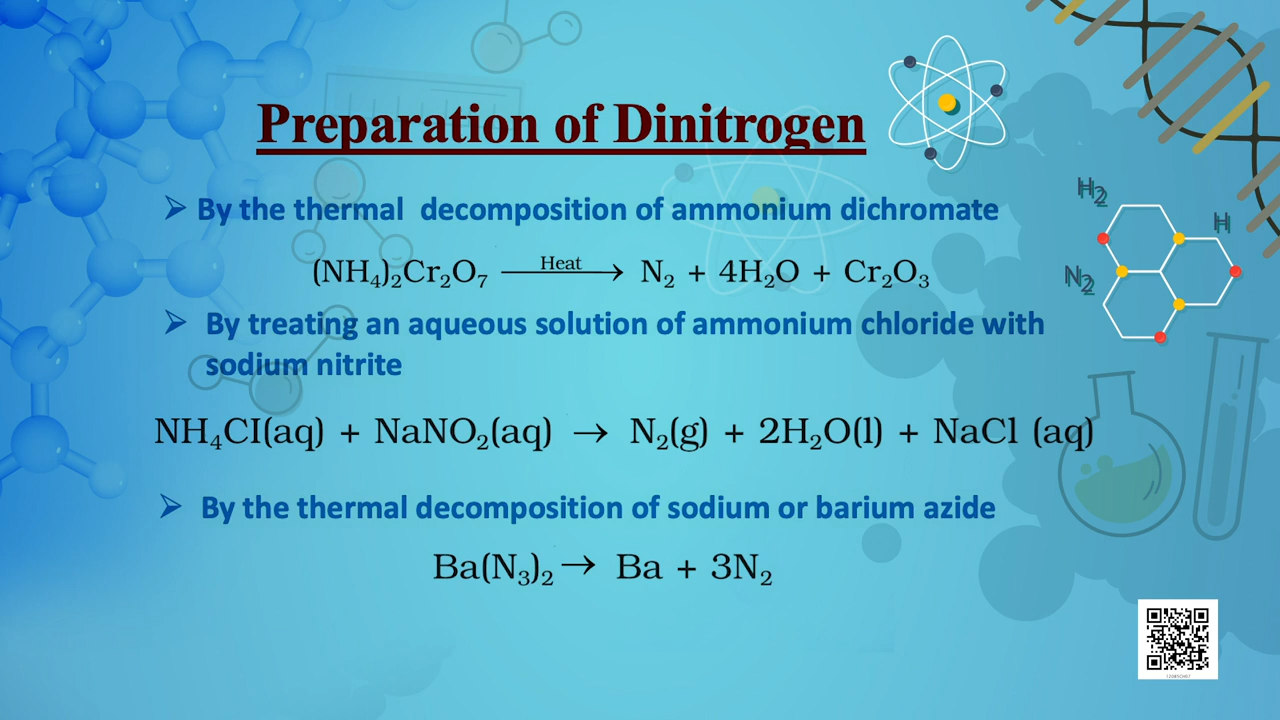 Preparation of Dinitrogen
➢ By the thermal decomposition of ammonium dichromate
(NH₄)₂Cr₂O₇ —Heat→ N₂ + 4H₂O + Cr₂O₃
➢ By treating an aqueous solution of ammonium chloride with
sodium nitrite
NH₄CI(aq) + NaNO₂(aq) → N₂(g) + 2H₂O(l) + NaCl (aq)
➢ By the thermal decomposition of sodium or barium azide
Ba(N₃)₂ → Ba + 3N₂
H₂
H
N₂